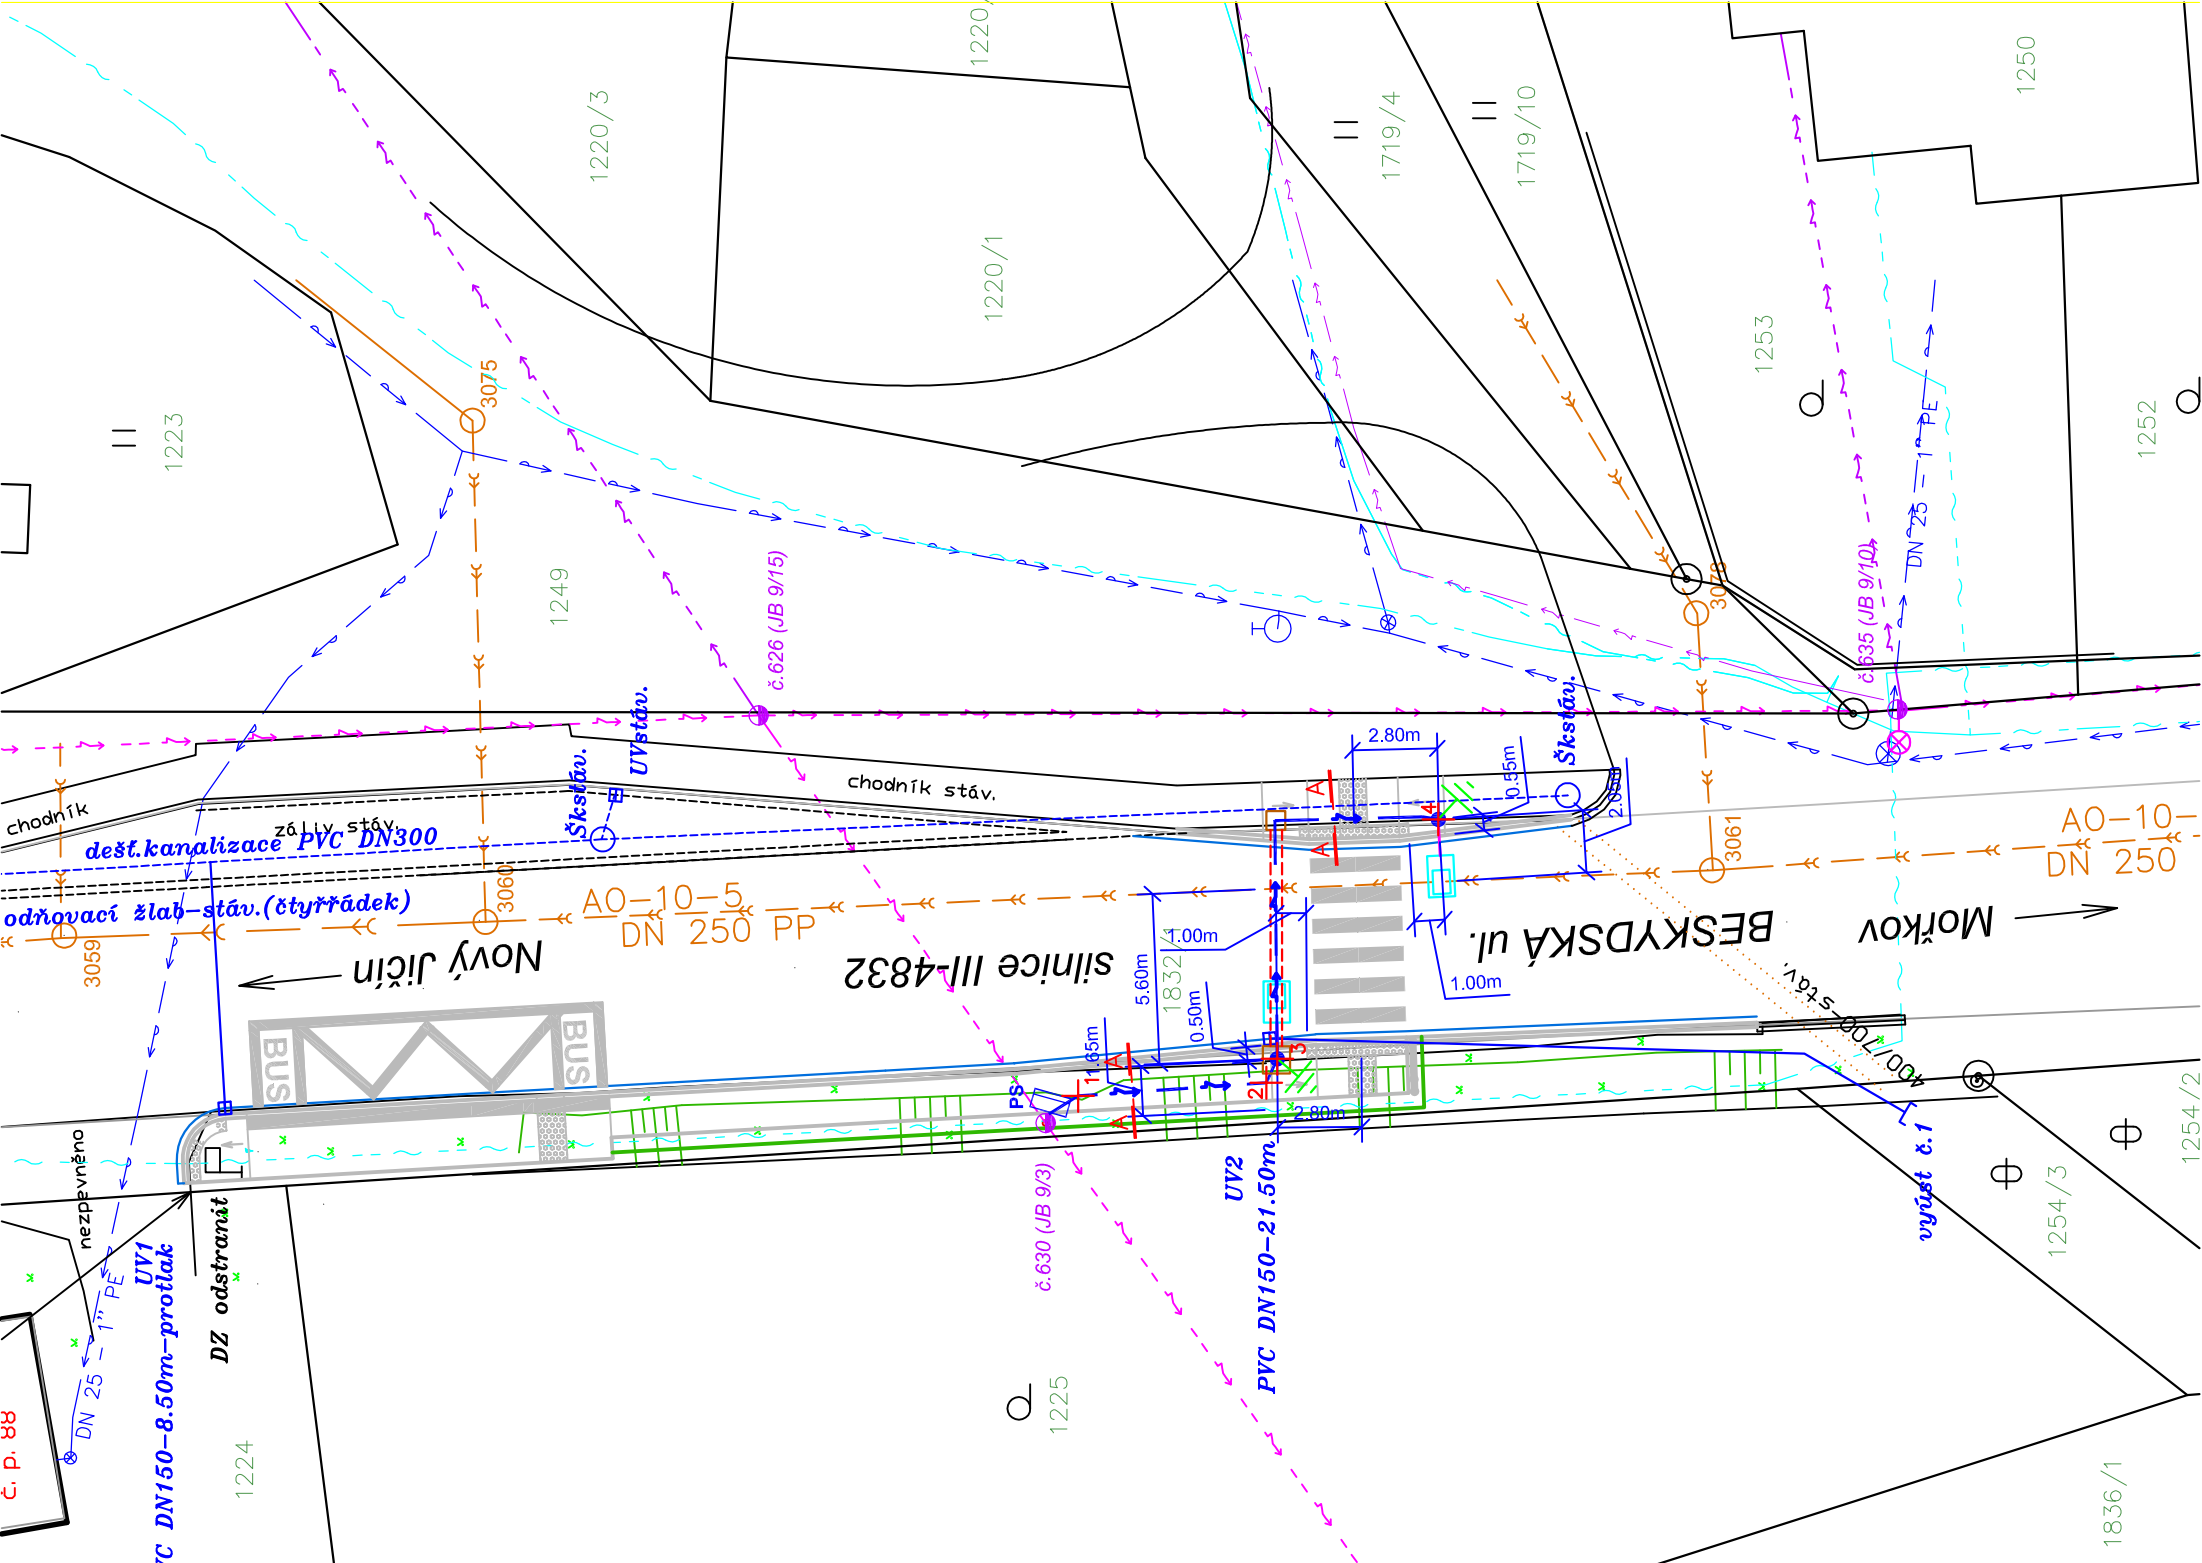 1220/3
1220/
1719/4
1719/10
1250
1220/1
1253
1252
1223
3075
1249
č.626 (JB 9/15)
3078
č.635 (JB 9/10)
DN 25 - 1" PE
UVstáv.
Škstáv.
Škstáv.
2.80m
0.55m
2.05m
chodník stáv.
chodník
záliv stáv.
dešť.kanalizace PVC DN300
odňovací žlab-stáv.(čtyřřádek)
A
A
4
3059
3060
3061
AO-10-5
DN 250 PP
AO-10-
DN 250
Nový Jičín
silnice III-4832
BESKYDSKÁ ul.
Mořkov
1832/
1.00m
1.00m
5.60m
0.50m
1.65m
400/700-stáv.
BUS
BUS
PS
1
A
A
2
3
2.80m
nezpevněno
DZ odstranit
UV1
PVC DN150-8.50m-protlak
DN 25 - 1" PE
č. p. 88
1224
č.630 (JB 9/3)
UV2
PVC DN150-21.50m
1225
vyúst č.1
1254/3
1254/2
1836/1